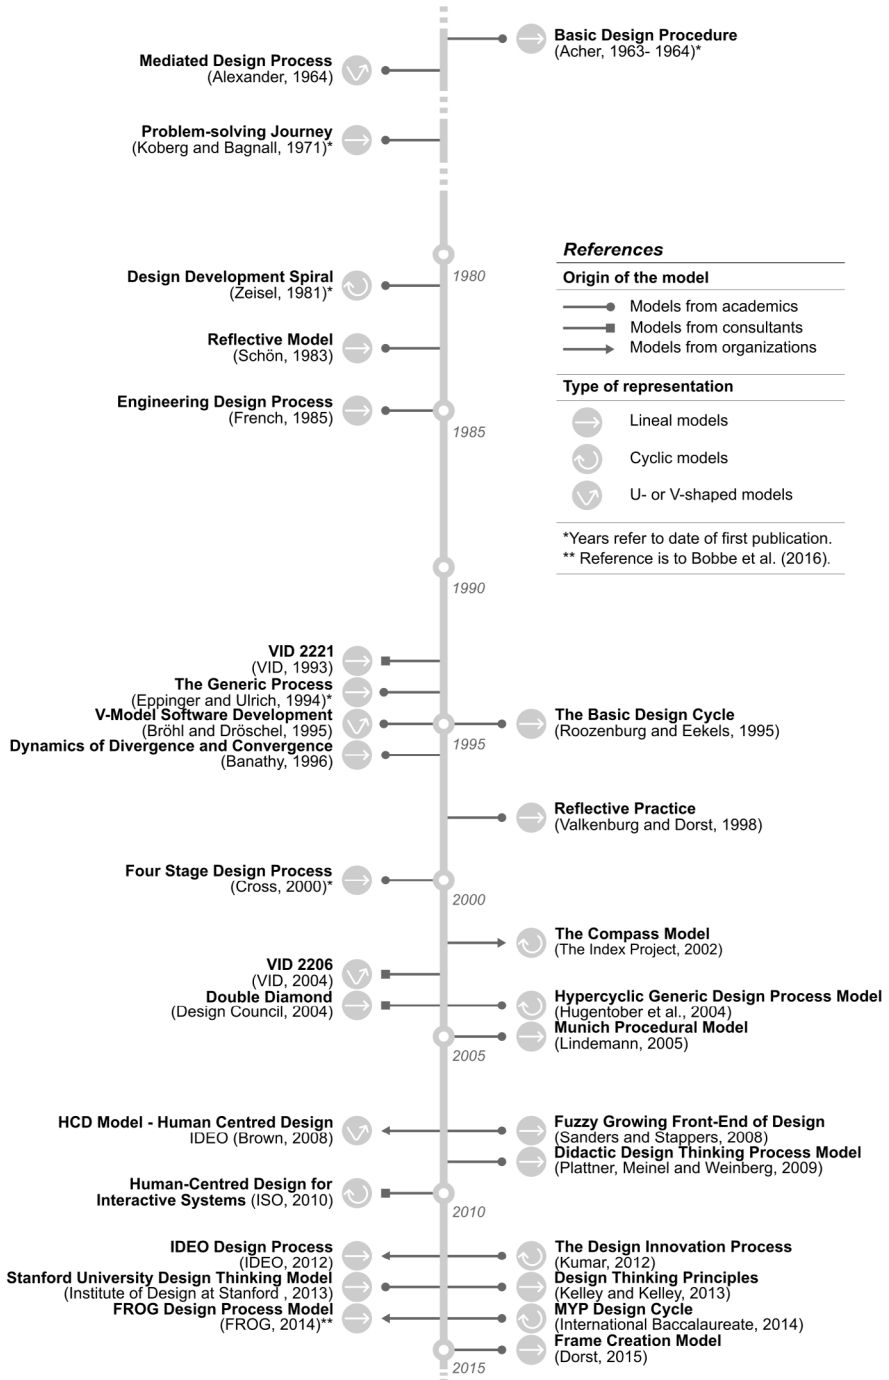 Basic Design Procedure
(Acher, 1963- 1964)*
Mediated Design Process
(Alexander, 1964)
Problem-solving Journey
(Koberg and Bagnall, 1971)*
1980
Design Development Spiral
(Zeisel, 1981)*
Reflective Model
(Schön, 1983)
Engineering Design Process
(French, 1985)
1985
References
Origin of the model
Models from academics
Models from consultants
Models from organizations
Type of representation
Lineal models
Cyclic models
U- or V-shaped models
*Years refer to date of first publication.
** Reference is to Bobbe et al. (2016).
1990
VID 2221
(VID, 1993)
The Generic Process
(Eppinger and Ulrich, 1994)*
V-Model Software Development
(Bröhl and Dröschel, 1995)
The Basic Design Cycle
(Roozenburg and Eekels, 1995)
1995
Dynamics of Divergence and Convergence
(Banathy, 1996)
Reflective Practice
(Valkenburg and Dorst, 1998)
Four Stage Design Process
(Cross, 2000)*
2000
The Compass Model
(The Index Project, 2002)
VID 2206
(VID, 2004)
Double Diamond
(Design Council, 2004)
Hypercyclic Generic Design Process Model
(Hugentober et al., 2004)
Munich Procedural Model
(Lindemann, 2005)
2005
HCD Model - Human Centred Design
IDEO (Brown, 2008)
Fuzzy Growing Front-End of Design
(Sanders and Stappers, 2008)
Didactic Design Thinking Process Model
(Plattner, Meinel and Weinberg, 2009)
Human-Centred Design for
Interactive Systems (ISO, 2010)
2010
IDEO Design Process
(IDEO, 2012)
The Design Innovation Process
(Kumar, 2012)
Stanford University Design Thinking Model
(Institute of Design at Stanford , 2013)
Design Thinking Principles
(Kelley and Kelley, 2013)
FROG Design Process Model
(FROG, 2014)**
MYP Design Cycle
(International Baccalaureate, 2014)
Frame Creation Model
(Dorst, 2015)
2015